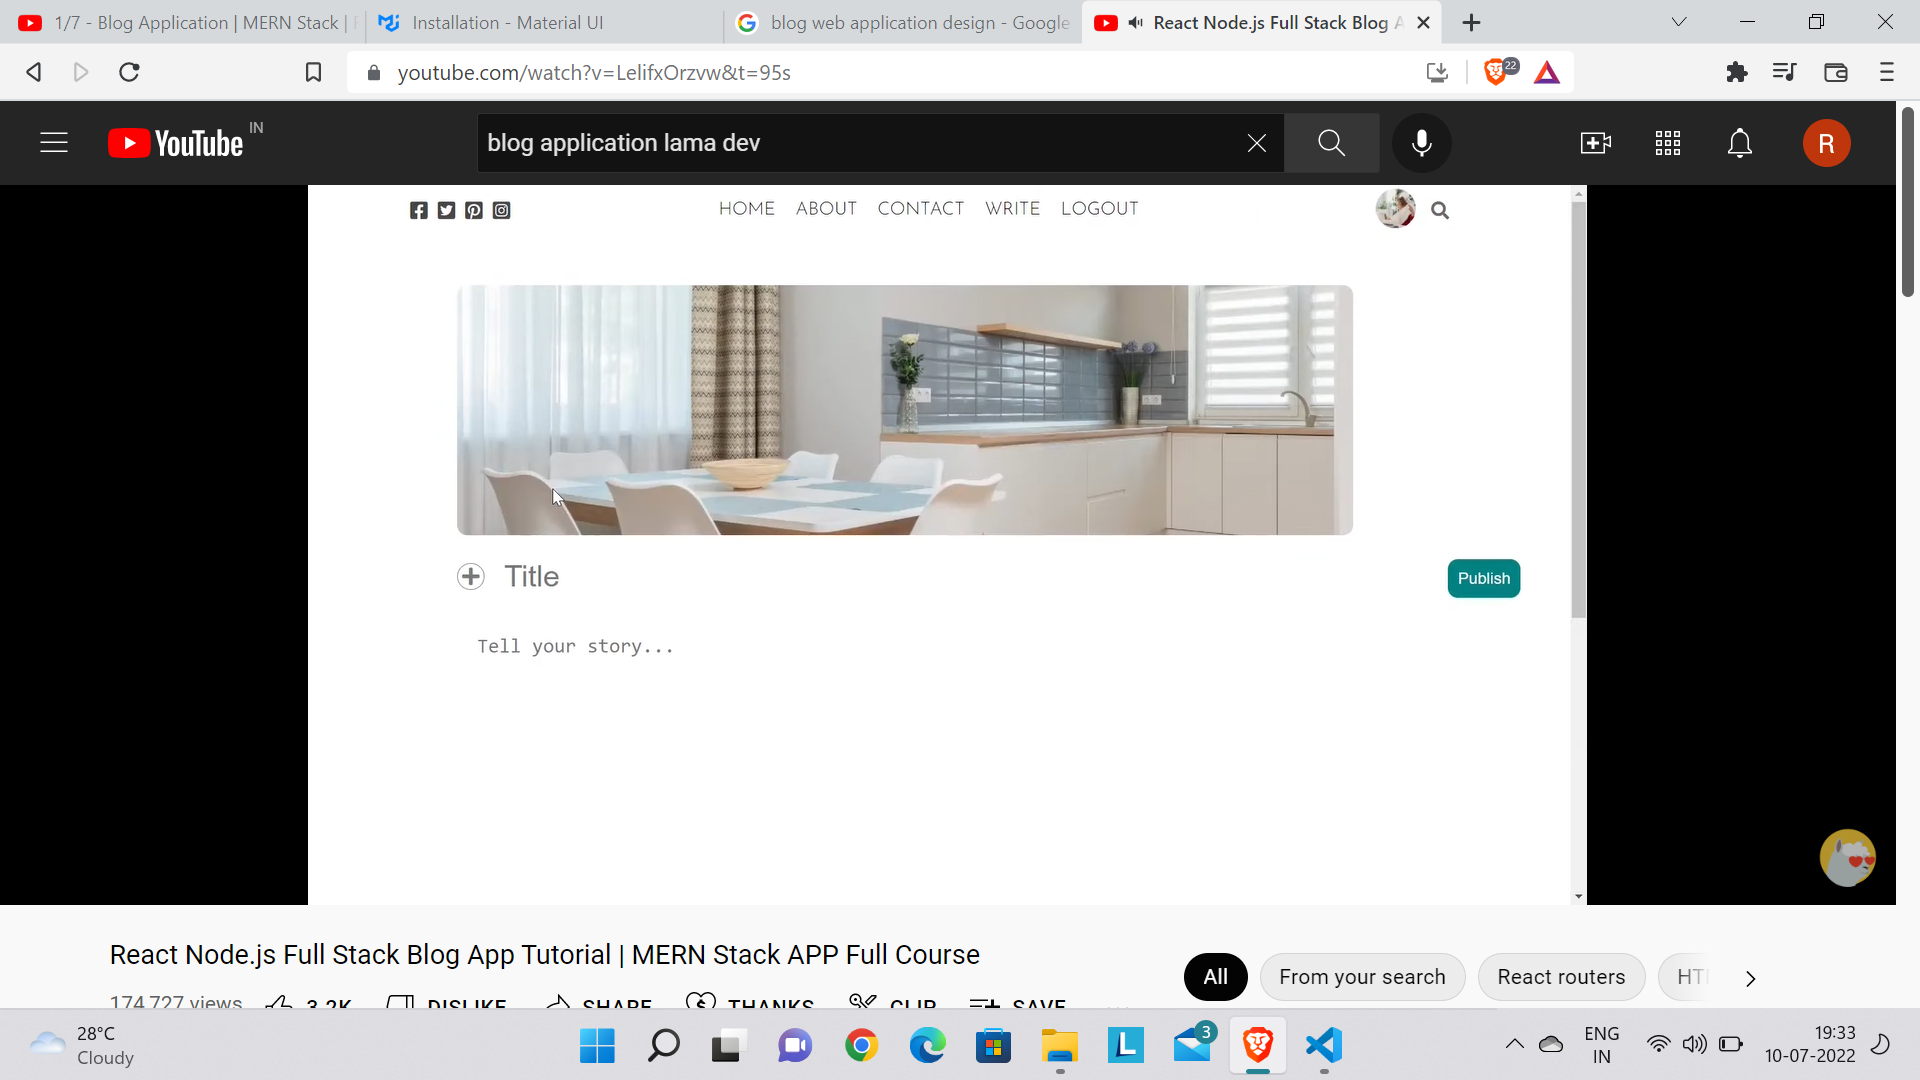 1/7 - Blog Application | MERN Stack |
Installation - Material UI
blog web application design - Google
React Node.js Full Stack Blog A
youtube.com/watch?v=LelifxOrzvw&t=95s
22
YouTube IN
blog application lama dev
R
HOME ABOUT CONTACT WRITE LOGOUT
Title
Publish
Tell your story...
React Node.js Full Stack Blog App Tutorial | MERN Stack APP Full Course
All From your search React routers HT
174,727 views 3.2K DISLIKE SHARE THANKS CLIP SAVE
28°C
Cloudy
L
3
ENG
IN
19:33
10-07-2022